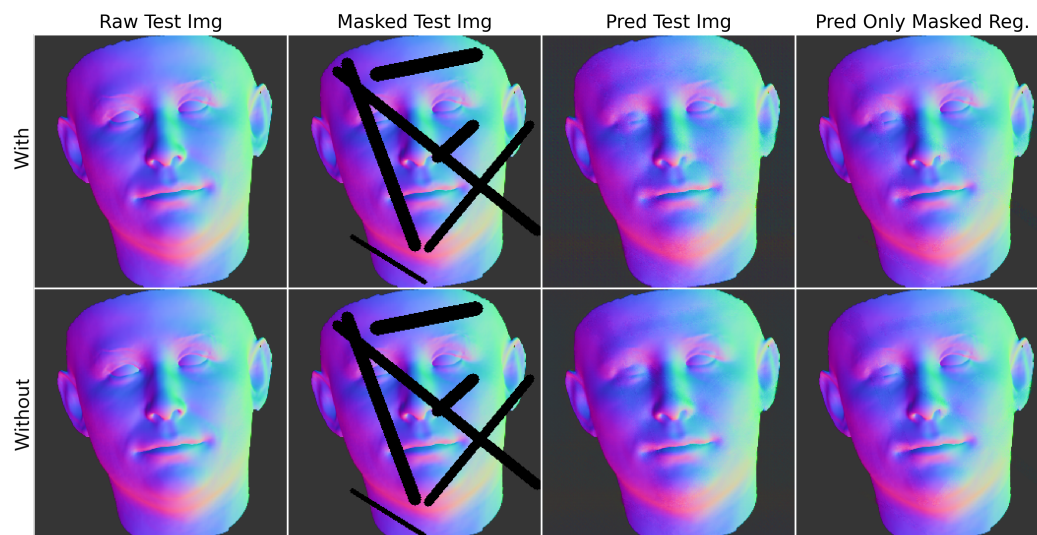 Raw Test Img
Masked Test Img
Pred Test Img
Pred Only Masked Reg.
With
Without